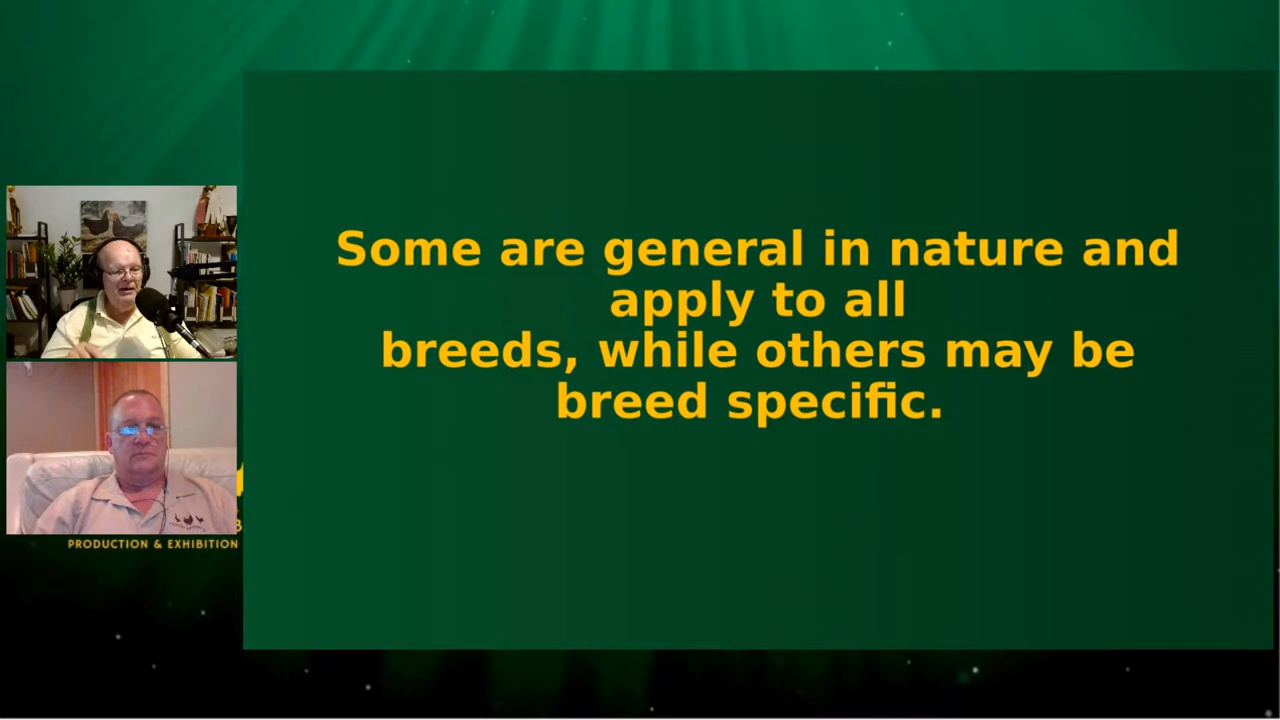 Some are general in nature and
apply to all
breeds, while others may be
breed specific.
PRODUCTION & EXHIBITION